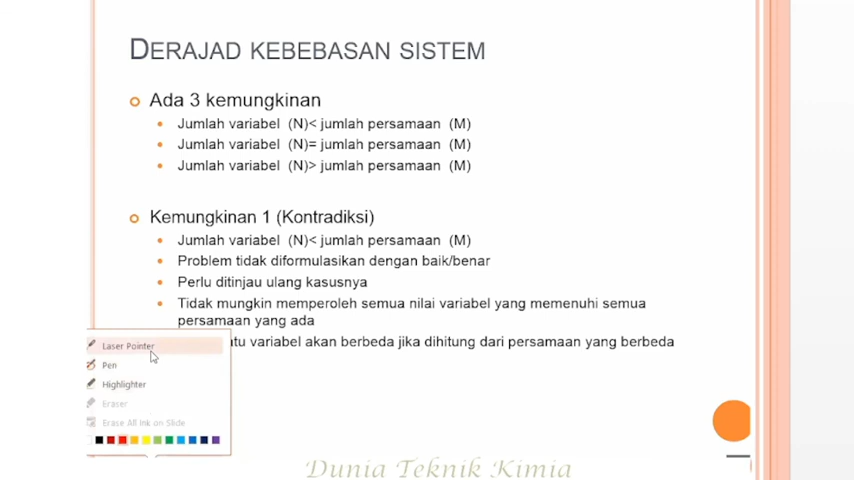 DERAJAD KEBEBASAN SISTEM
Ada 3 kemungkinan
Jumlah variabel (N)< jumlah persamaan (M)
Jumlah variabel (N)= jumlah persamaan (M)
Jumlah variabel (N)> jumlah persamaan (M)
Kemungkinan 1 (Kontradiksi)
Jumlah variabel (N)< jumlah persamaan (M)
Problem tidak diformulasikan dengan baik/benar
Perlu ditinjau ulang kasusnya
Tidak mungkin memperoleh semua nilai variabel yang memenuhi semua
persamaan yang ada
variabel akan berbeda jika dihitung dari persamaan yang berbeda
Laser Pointer
Pen
Highlighter
Eraser
Erase All Ink on Slide
Dunia Teknik Kimia